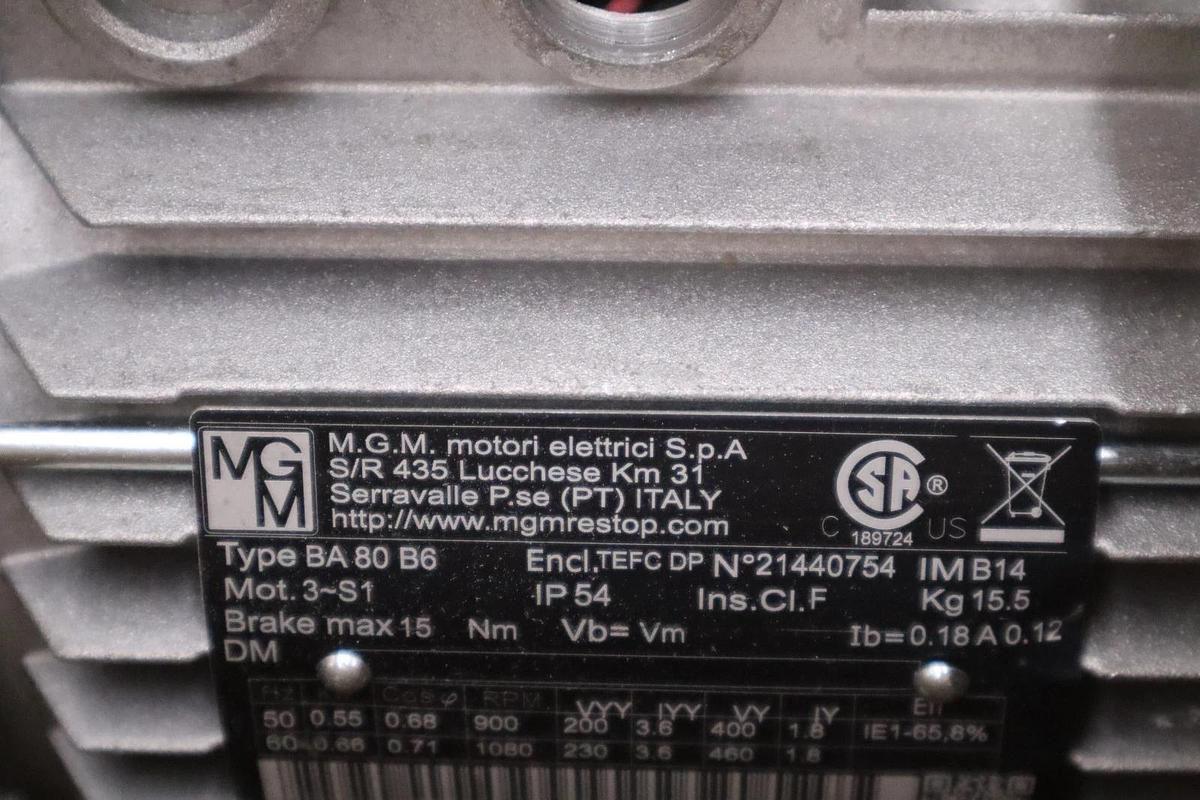 MGM
M.G.M. motori elettrici S.p.A
S/R 435 Lucchese Km 31
Serravalle P.se (PT) ITALY
http://www.mgmrestop.com
CSA ®
C US
189724
Type BA 80 B6 Encl. TEFC DP N°21440754 IM B14
Mot. 3~S1 IP 54 Ins.Cl.F Kg 15.5
Brake max 15 Nm Vb= Vm Ib=0.18 A 0.12
DM
Hz Cosφ RPM VYY IYY VY IY Eff
50 0.55 0.68 900 200 3.6 400 1.8 IE1-65,8%
60 0.66 0.71 1080 230 3.6 460 1.8